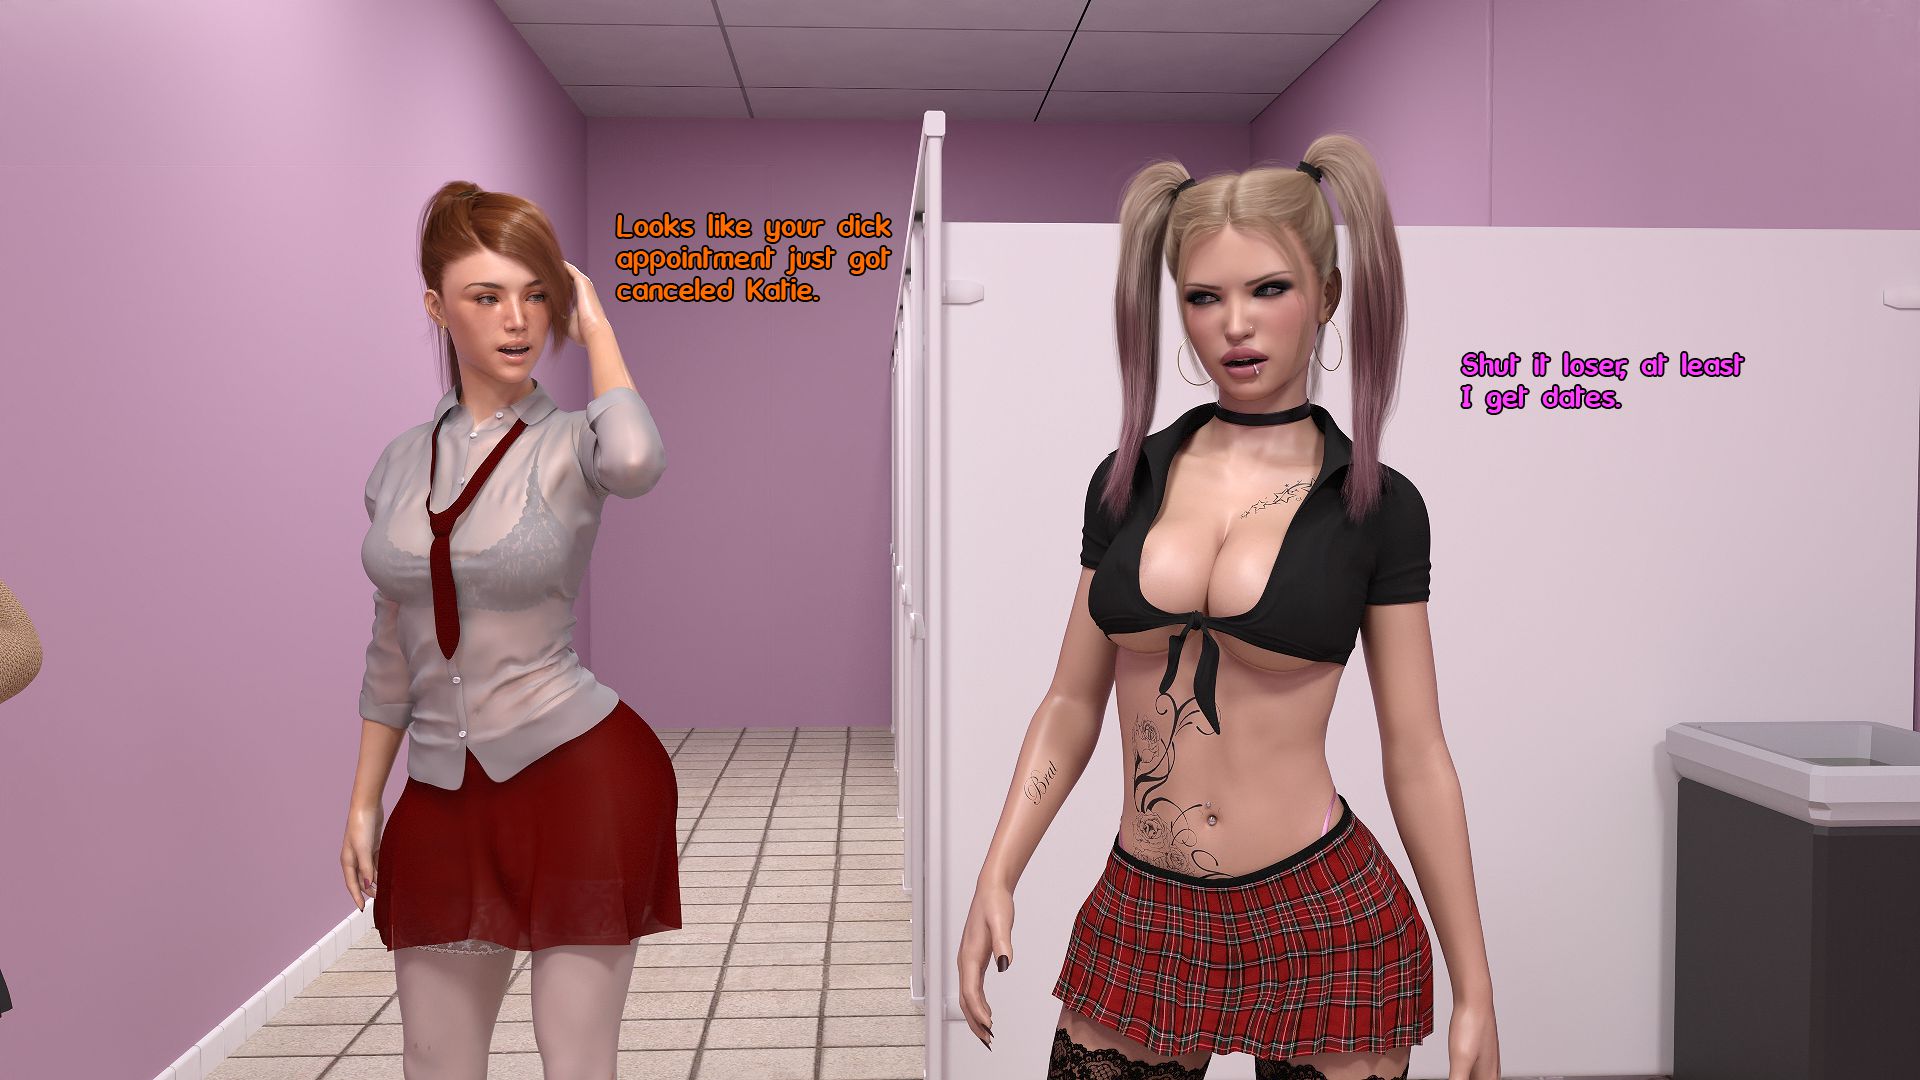 Looks like your dick
appointment just got
canceled Katie.
Shut it loser, at least
I get dates.
Brat